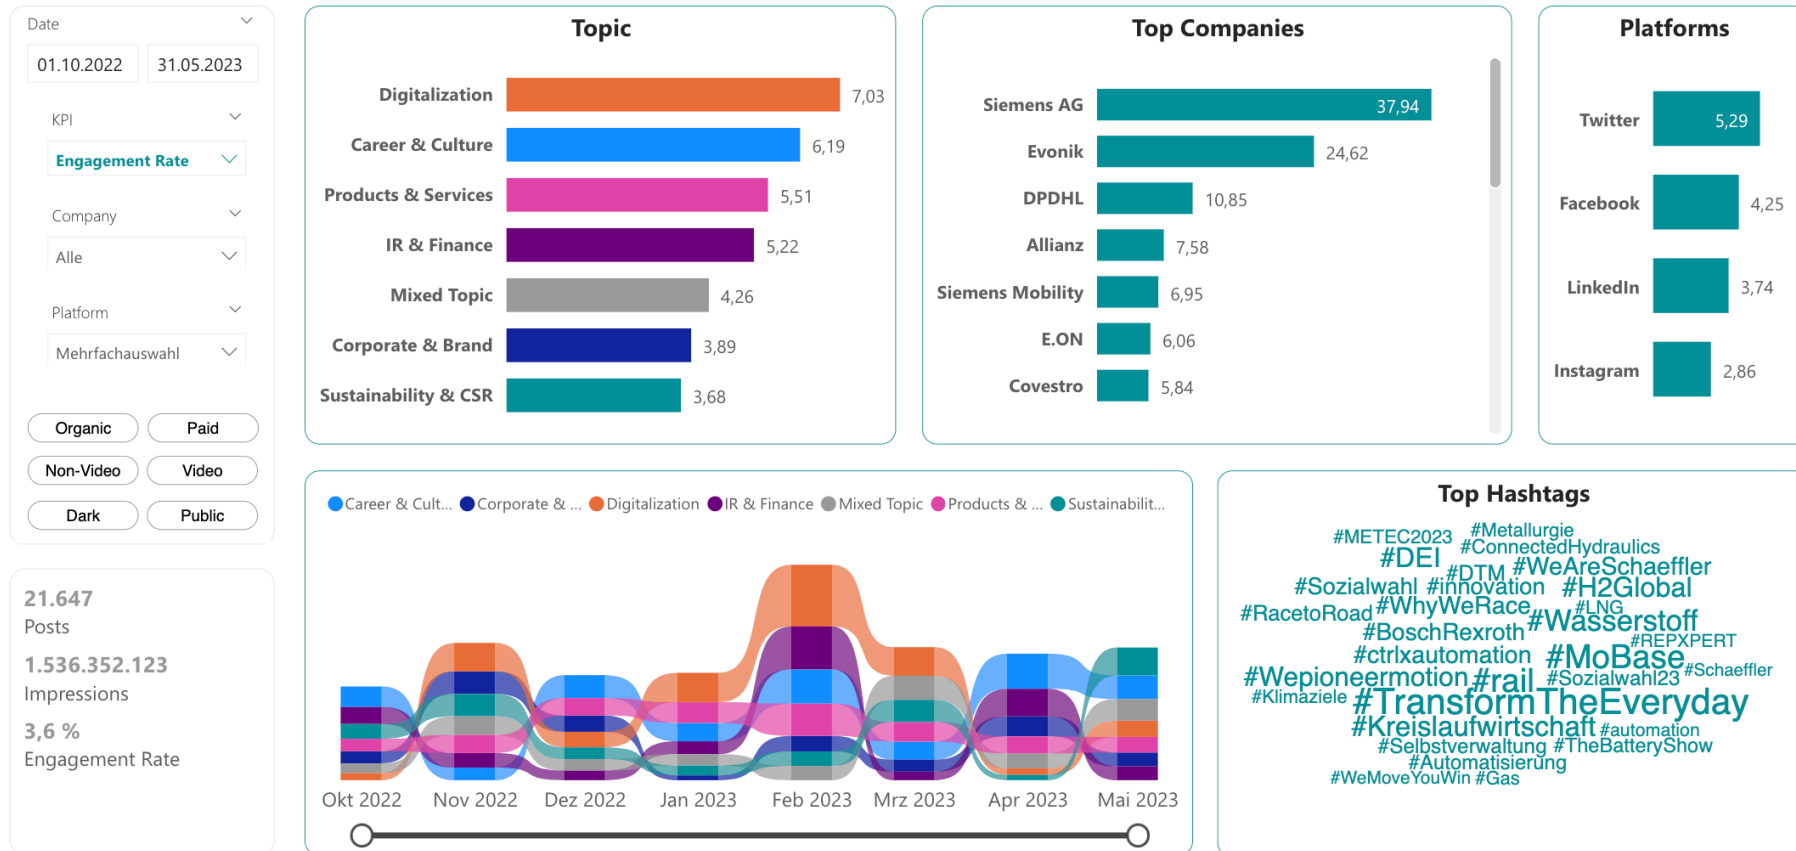 Date
01.10.2022 31.05.2023
KPI
Engagement Rate
Company
Alle
Platform
Mehrfachauswahl
Organic Paid
Non-Video Video
Dark Public
21.647
Posts
1.536.352.123
Impressions
3,6 %
Engagement Rate
Topic
Digitalization 7,03
Career & Culture 6,19
Products & Services 5,51
IR & Finance 5,22
Mixed Topic 4,26
Corporate & Brand 3,89
Sustainability & CSR 3,68
Top Companies
Siemens AG 37,94
Evonik 24,62
DPDHL 10,85
Allianz 7,58
Siemens Mobility 6,95
E.ON 6,06
Covestro 5,84
Platforms
Twitter 5,29
Facebook 4,25
LinkedIn 3,74
Instagram 2,86
Career & Cult... Corporate & ... Digitalization IR & Finance Mixed Topic Products & ... Sustainabilit...
Okt 2022 Nov 2022 Dez 2022 Jan 2023 Feb 2023 Mrz 2023 Apr 2023 Mai 2023
Top Hashtags
#METEC2023 #Metallurgie
#DEI #ConnectedHydraulics
#DTM #WeAreSchaeffler
#Sozialwahl #innovation #H2Global
#RacetoRoad #WhyWeRace #LNG
#BoschRexroth #Wasserstoff
#REPXPERT
#ctrlxautomation #MoBase
#Wepioneermotion #rail #Sozialwahl23 #Schaeffler
#Klimaziele #TransformTheEveryday
#Kreislaufwirtschaft #automation
#Selbstverwaltung #TheBatteryShow
#Automatisierung
#WeMoveYouWin #Gas